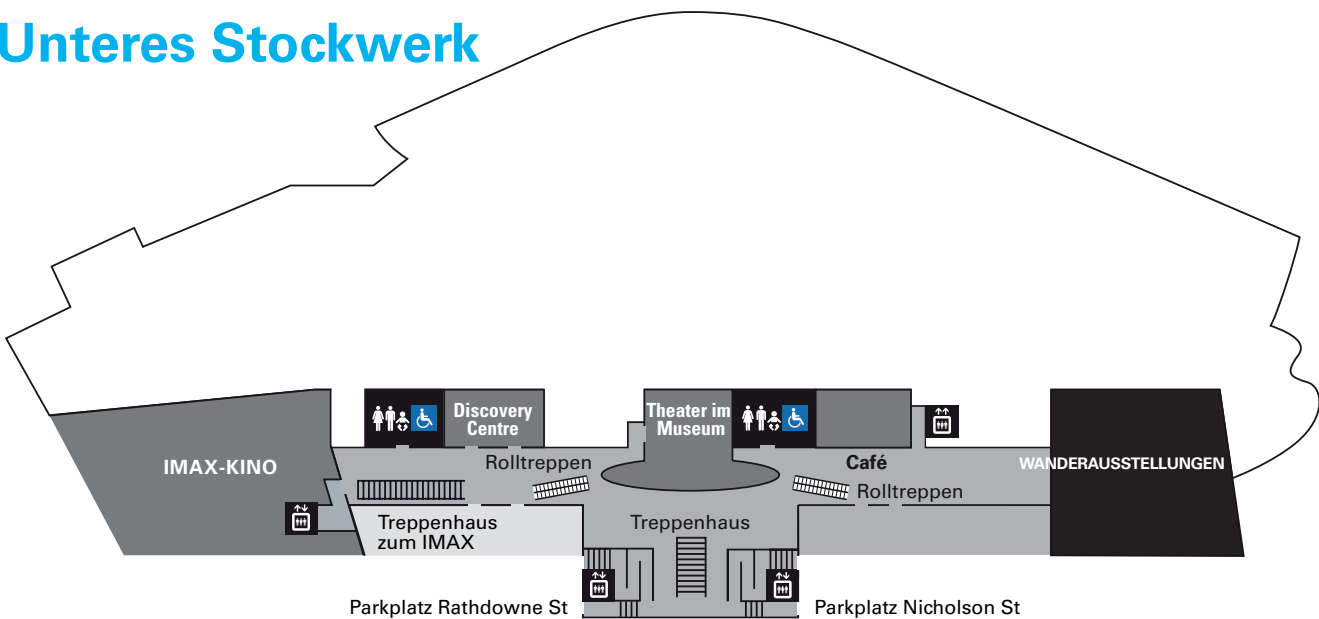 Unteres Stockwerk
Discovery
Centre
Theater im
Museum
IMAX-KINO
Rolltreppen
Café
WANDERAUSSTELLUNGEN
Rolltreppen
Treppenhaus
zum IMAX
Treppenhaus
Parkplatz Rathdowne St
Parkplatz Nicholson St